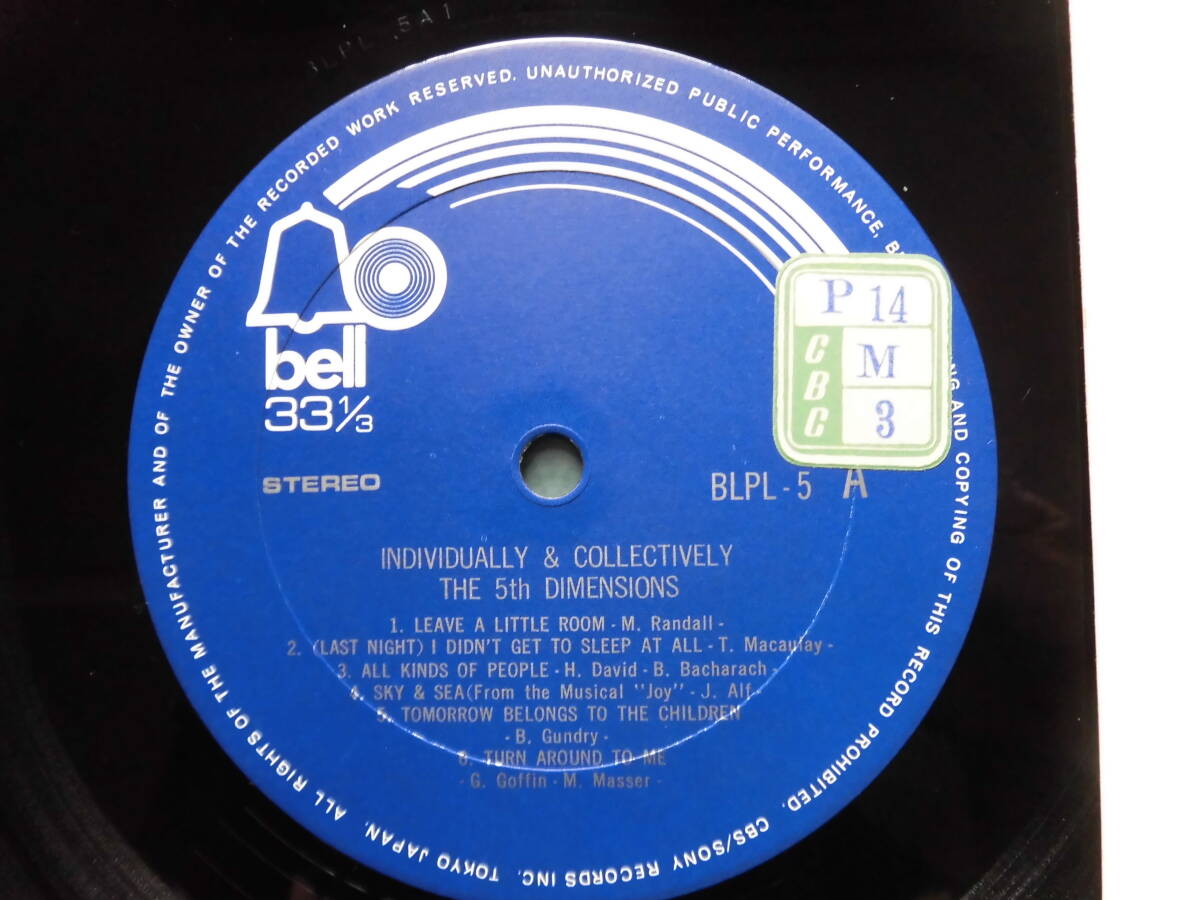 BLPL 5A1
ALL RIGHTS OF THE MANUFACTURER AND OF THE OWNER OF THE RECORDED WORK RESERVED. UNAUTHORIZED PUBLIC PERFORMANCE, AND COPYING OF THIS RECORD PROHIBITED. CBS/SONY RECORDS INC. TOKYO JAPAN.
bell
33 1/3
P 14
CBC M
3
STEREO
BLPL-5 A
INDIVIDUALLY & COLLECTIVELY
THE 5th DIMENSIONS
1. LEAVE A LITTLE ROOM - M. Randall -
2. (LAST NIGHT) I DIDN'T GET TO SLEEP AT ALL - T. Macaulay -
3. ALL KINDS OF PEOPLE - H. David - B. Bacharach -
4. SKY & SEA (From the Musical "Joy" - J. Alf -
5. TOMORROW BELONGS TO THE CHILDREN
- B. Gundry -
6. TURN AROUND TO ME
- G. Goffin - M. Masser -